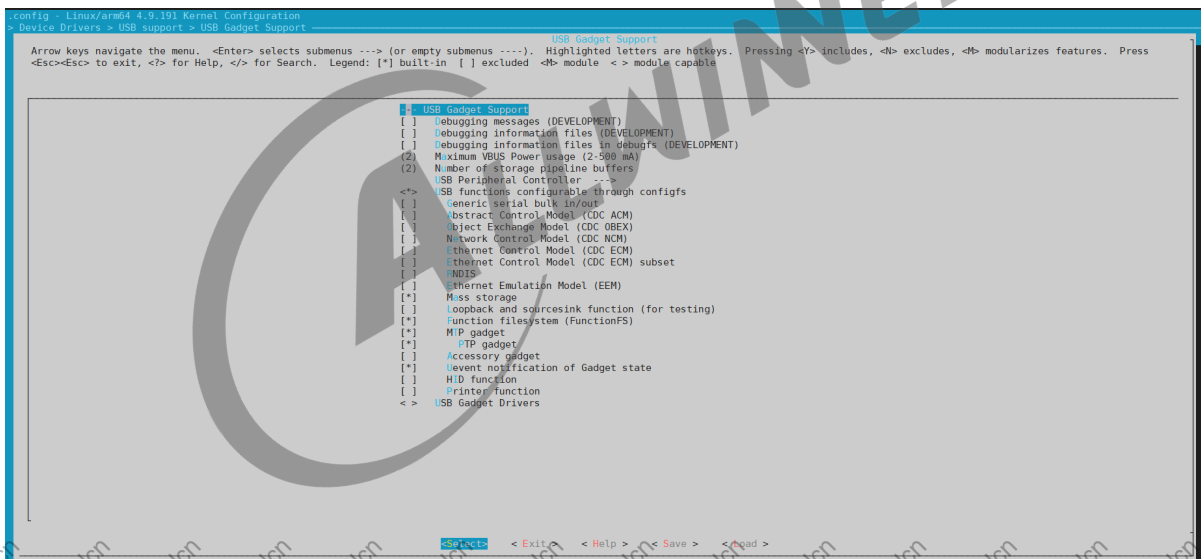 .config - Linux/arm64 4.9.191 Kernel Configuration
> Device Drivers > USB support > USB Gadget Support
USB Gadget Support
Arrow keys navigate the menu. <Enter> selects submenus ---> (or empty submenus ----). Highlighted letters are hotkeys. Pressing <Y> includes, <N> excludes, <M> modularizes features. Press
<Esc><Esc> to exit, <?> for Help, </> for Search. Legend: [*] built-in [ ] excluded <M> module < > module capable
--- USB Gadget Support
[ ] Debugging messages (DEVELOPMENT)
[ ] Debugging information files (DEVELOPMENT)
[ ] Debugging information files in debugfs (DEVELOPMENT)
(2) Maximum VBUS Power usage (2-500 mA)
(2) Number of storage pipeline buffers
USB Peripheral Controller --->
<*> USB functions configurable through configfs
[ ] Generic serial bulk in/out
[ ] Abstract Control Model (CDC ACM)
[ ] Object Exchange Model (CDC OBEX)
[ ] Network Control Model (CDC NCM)
[ ] Ethernet Control Model (CDC ECM)
[ ] Ethernet Control Model (CDC ECM) subset
[ ] RNDIS
[ ] Ethernet Emulation Model (EEM)
[*] Mass storage
[ ] Loopback and sourcesink function (for testing)
[*] Function filesystem (FunctionFS)
[*] MTP gadget
[*] PTP gadget
[ ] Accessory gadget
[*] Uevent notification of Gadget state
[ ] HID function
[ ] Printer function
< > USB Gadget Drivers
<Select> < Exit > < Help > < Save > < Load >
ALLWINNE